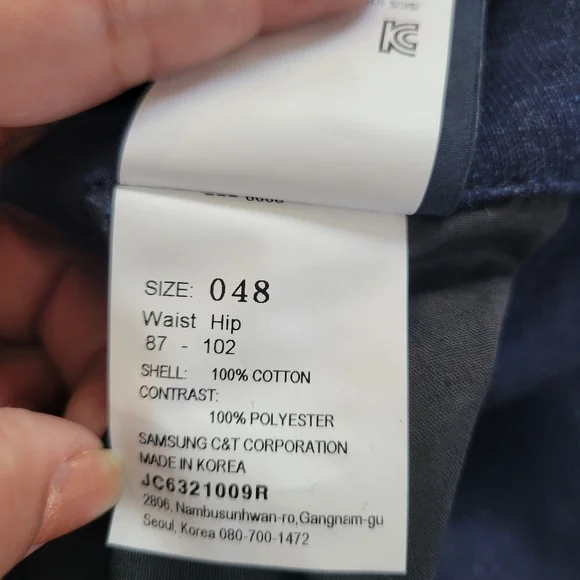 SIZE: 048
Waist Hip
87 - 102
SHELL: 100% COTTON
CONTRAST:
100% POLYESTER
SAMSUNG C&T CORPORATION
MADE IN KOREA
JC6321009R
2806, Nambusunhwan-ro,Gangnam-gu
Seoul, Korea 080-700-1472